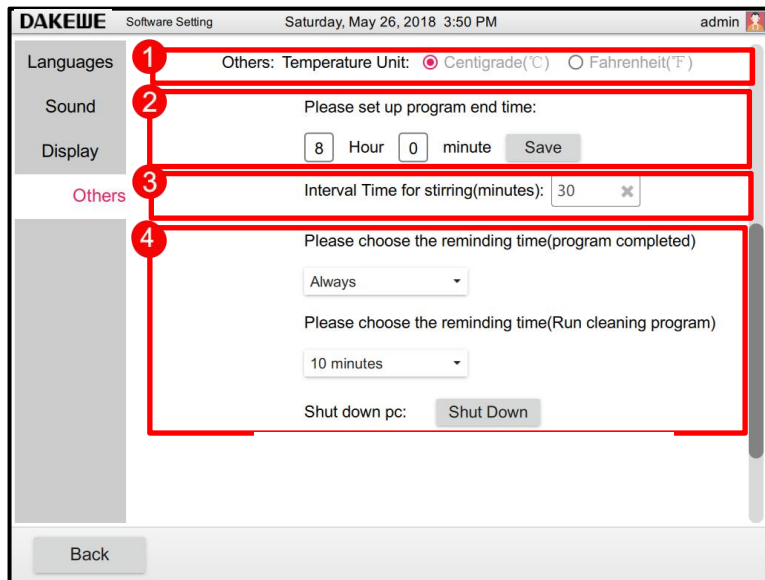 DAKEWE Software Setting Saturday, May 26, 2018 3:50 PM admin
Languages
Sound
Display
Others
1 Others: Temperature Unit: Centigrade(℃) Fahrenheit(℉)
2 Please set up program end time:
8 Hour 0 minute Save
3 Interval Time for stirring(minutes): 30
4 Please choose the reminding time(program completed)
Always
Please choose the reminding time(Run cleaning program)
10 minutes
Shut down pc: Shut Down
Back